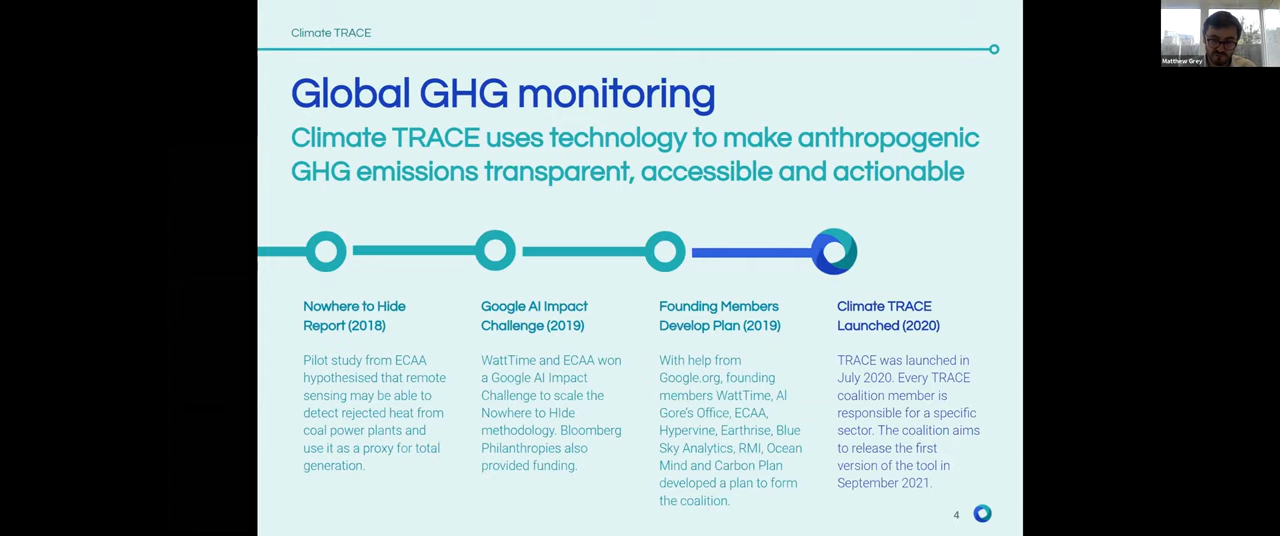 Climate TRACE
Global GHG monitoring
Climate TRACE uses technology to make anthropogenic
GHG emissions transparent, accessible and actionable
Nowhere to Hide
Report (2018)
Pilot study from ECAA
hypothesised that remote
sensing may be able to
detect rejected heat from
coal power plants and
use it as a proxy for total
generation.
Google AI Impact
Challenge (2019)
WattTime and ECAA won
a Google AI Impact
Challenge to scale the
Nowhere to HIde
methodology. Bloomberg
Philanthropies also
provided funding.
Founding Members
Develop Plan (2019)
With help from
Google.org, founding
members WattTime, Al
Gore's Office, ECAA,
Hypervine, Earthrise, Blue
Sky Analytics, RMI, Ocean
Mind and Carbon Plan
developed a plan to form
the coalition.
Climate TRACE
Launched (2020)
TRACE was launched in
July 2020. Every TRACE
coalition member is
responsible for a specific
sector. The coalition aims
to release the first
version of the tool in
September 2021.
4
Matthew Grey